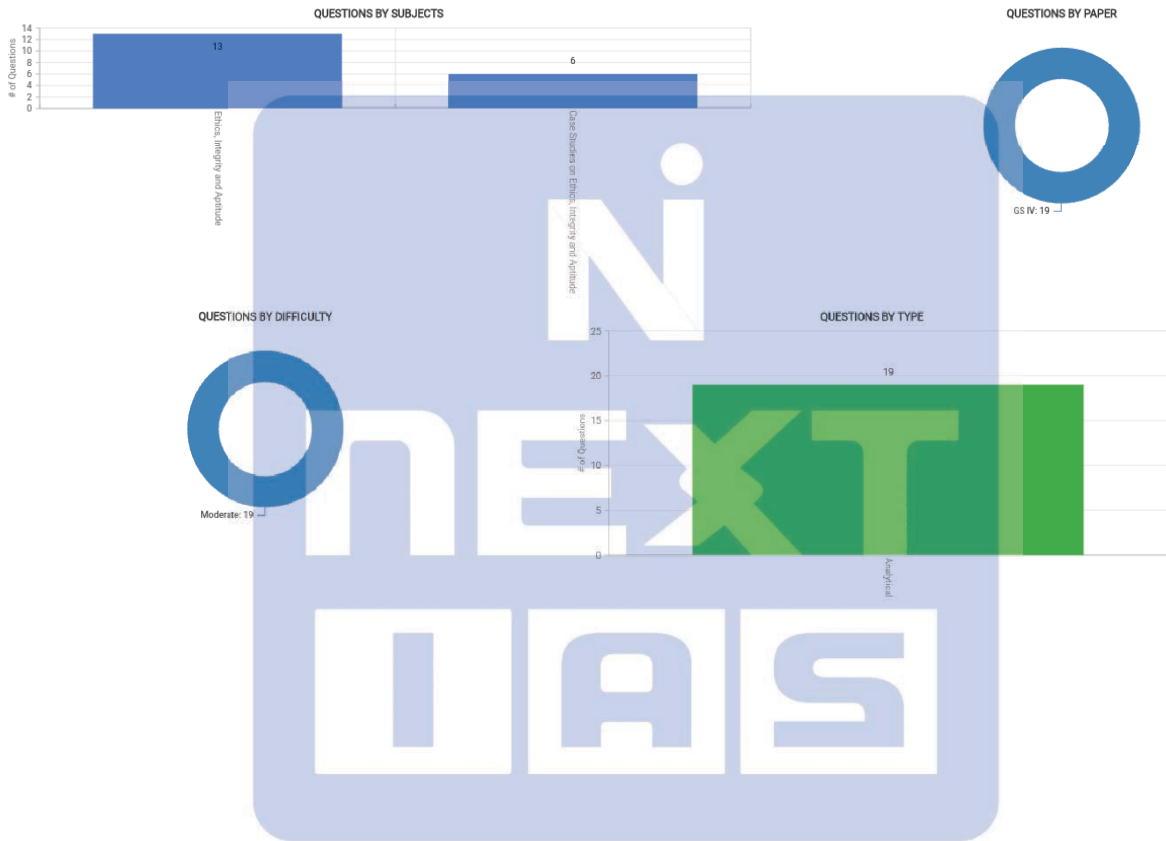 QUESTIONS BY SUBJECTS
# of Questions
14
12
10
8
6
4
2
0
13
6
Ethics, Integrity and Aptitude
Case Studies on Ethics, Integrity and Aptitude
QUESTIONS BY PAPER
GS IV: 19
QUESTIONS BY DIFFICULTY
Moderate: 19
QUESTIONS BY TYPE
# of Questions
25
20
15
10
5
0
19
Analytical
N
nEXT
IAS